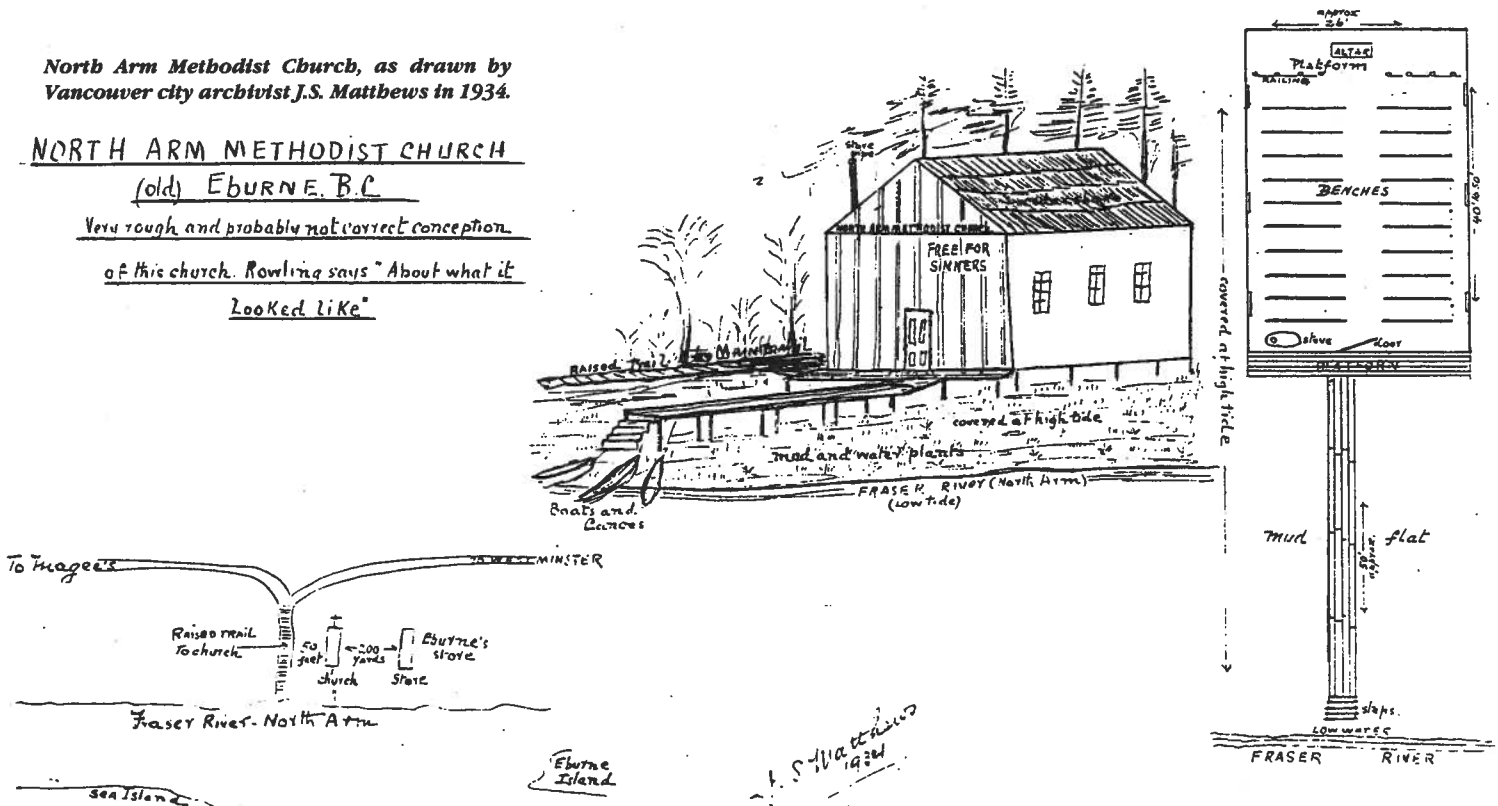 North Arm Methodist Church, as drawn by
Vancouver city archivist J.S. Matthews in 1934.
NORTH ARM METHODIST CHURCH
(old) EBURNE. B.C
Very rough and probably not correct conception
of this church. Rowling says "About what it
Looked Like"
stove
pipe
NORTH ARM METHODIST CHURCH
FREE FOR
SINNERS
RAISED Trail to MAIN TRAIL
covered at high tide
mud and water plants
FRASER RIVER (North Arm)
(Low Tide)
Boats and
Canoes
covered at high tide
approx
26'
ALTAR
Platform
RAILING
BENCHES
40' to 50'
stove
door
PLATFORM
mud
flat
50'
approx.
steps.
LOW WATER
FRASER RIVER
To Magee's
TO WESTMINSTER
RAISED TRAIL
To church
50
feet
200
yards
Eburne's
store
church
Store
Fraser River - North Arm
Sea Island
Eburne
Island
J. S. Matthews
1934